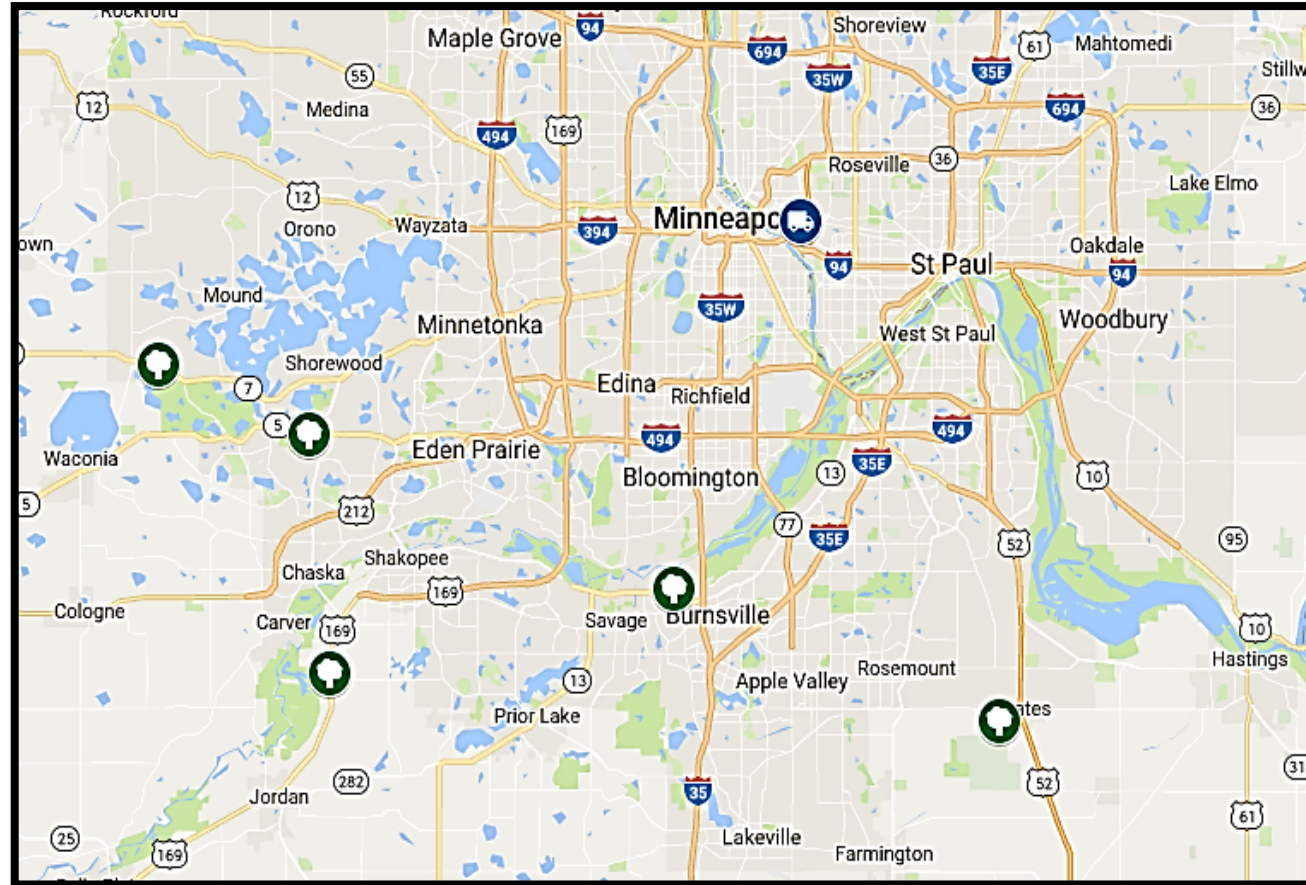 Rockford
Maple Grove
94
694
Shoreview
35W
61
Mahtomedi
35E
Stillw
55
12
Medina
494
169
694
36
36
Roseville
Lake Elmo
12
Orono
Wayzata
394
Minneapo
94
St Paul
Oakdale
94
own
Mound
35W
Minnetonka
West St Paul
Woodbury
Shorewood
7
Edina
Richfield
5
Waconia
Eden Prairie
494
494
35E
Bloomington
13
10
5
212
77
35E
52
95
Shakopee
Chaska
169
Cologne
Carver
169
Savage
Burnsville
10
Hastings
13
Apple Valley
Rosemount
Prior Lake
ates
282
Jordan
35
52
31
61
25
169
Lakeville
Farmington